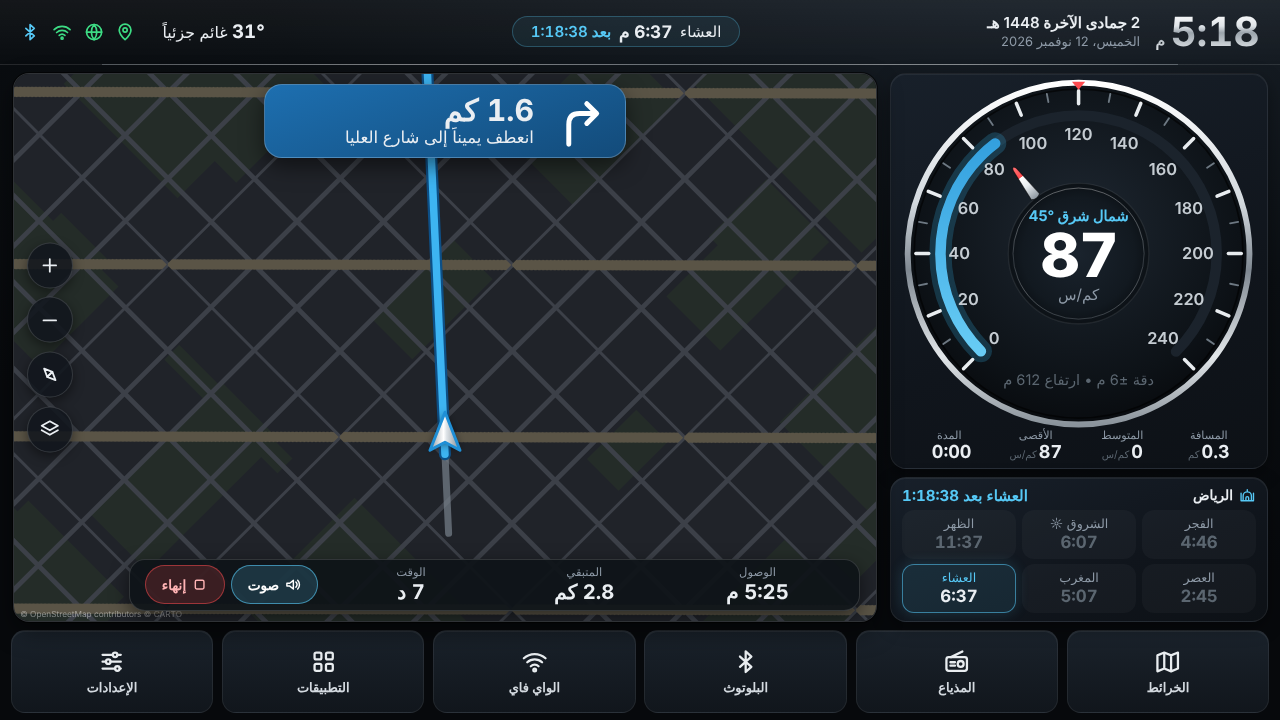 5:18 م
2 جمادى الآخرة 1448 هـ
الخميس، 12 نوفمبر 2026
العشاء 6:37 م بعد 1:18:38
31° غائم جزئياً
1.6 كم
انعطف يميناً إلى شارع العليا
0
20
40
60
80
100
120
140
160
180
200
220
240
شمال شرق 45°
87
كم/س
دقة ±6 م • ارتفاع 612 م
المسافة
0.3 كم
المتوسط
0 كم/س
الأقصى
87 كم/س
المدة
0:00
الرياض
العشاء بعد 1:18:38
الفجر
4:46
الشروق
6:07
الظهر
11:37
العصر
2:45
المغرب
5:07
العشاء
6:37
الوصول
5:25 م
المتبقي
2.8 كم
الوقت
7 د
صوت
إنهاء
© OpenStreetMap contributors © CARTO
الخرائط
المذياع
البلوتوث
الواي فاي
التطبيقات
الإعدادات